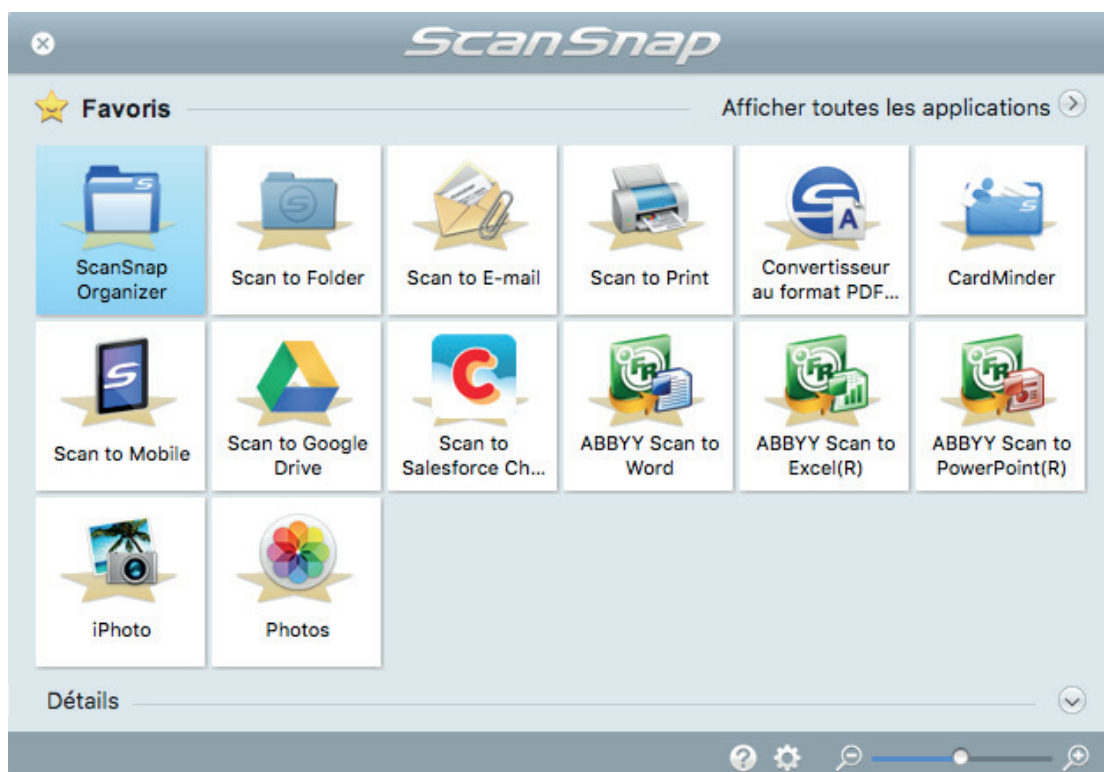 ScanSnap
Favoris
Afficher toutes les applications
ScanSnap
Organizer
Scan to Folder
Scan to E-mail
Scan to Print
Convertisseur
au format PDF...
CardMinder
Scan to Mobile
Scan to Google
Drive
Scan to
Salesforce Ch...
ABBYY Scan to
Word
ABBYY Scan to
Excel(R)
ABBYY Scan to
PowerPoint(R)
iPhoto
Photos
Détails